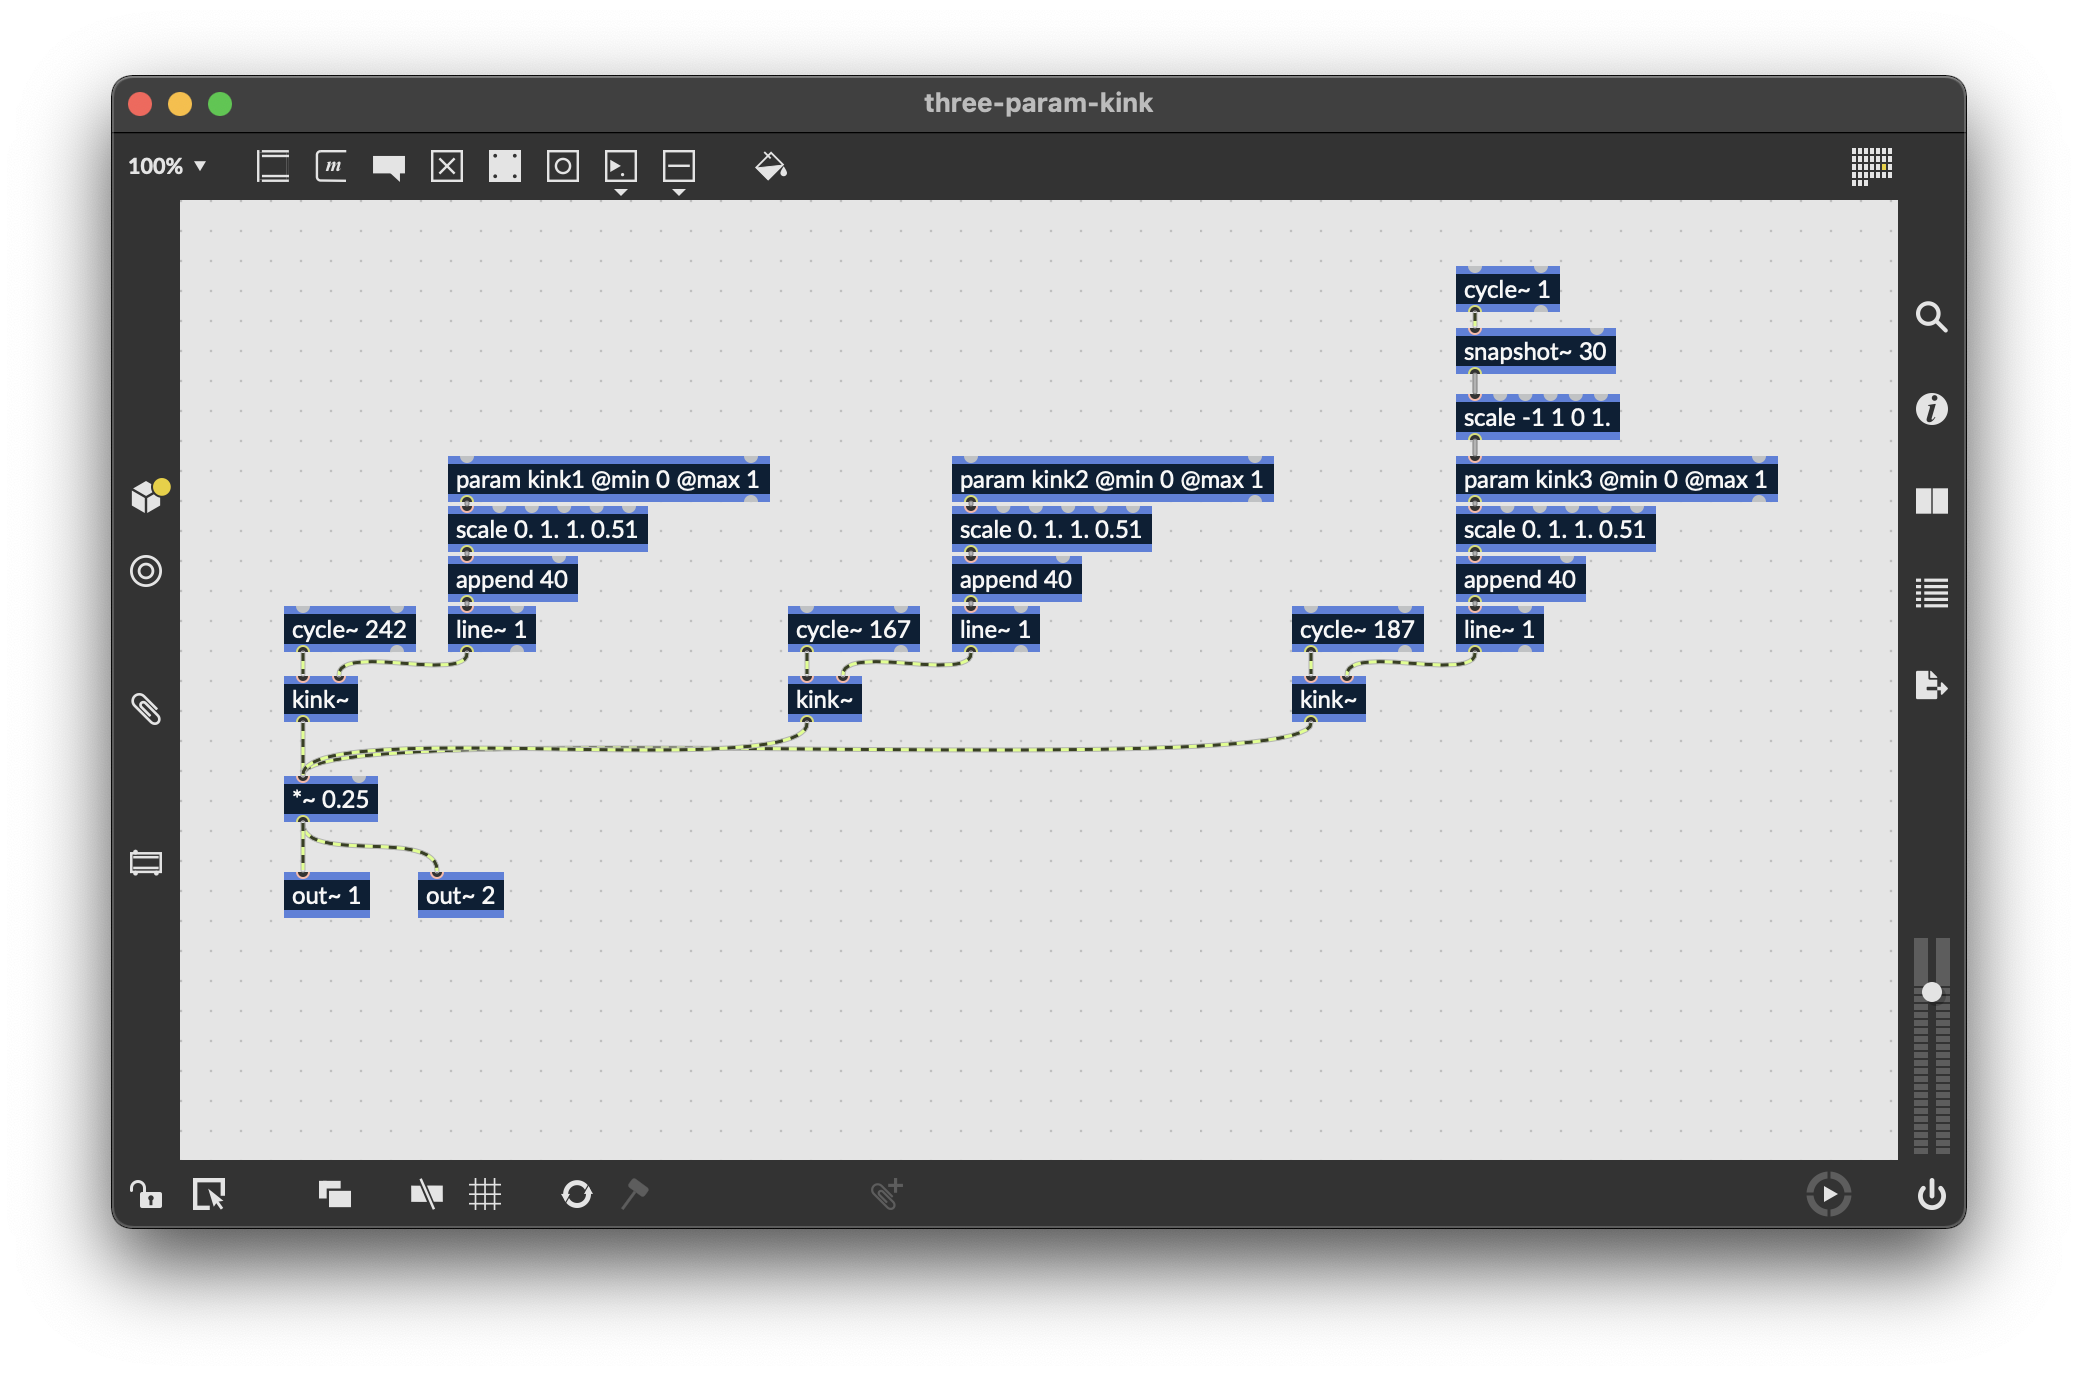 three-param-kink
100%
m
cycle~ 1
snapshot~ 30
scale -1 1 0 1.
param kink1 @min 0 @max 1
param kink2 @min 0 @max 1
param kink3 @min 0 @max 1
scale 0. 1. 1. 0.51
scale 0. 1. 1. 0.51
scale 0. 1. 1. 0.51
append 40
append 40
append 40
cycle~ 242
line~ 1
cycle~ 167
line~ 1
cycle~ 187
line~ 1
kink~
kink~
kink~
*~ 0.25
out~ 1
out~ 2